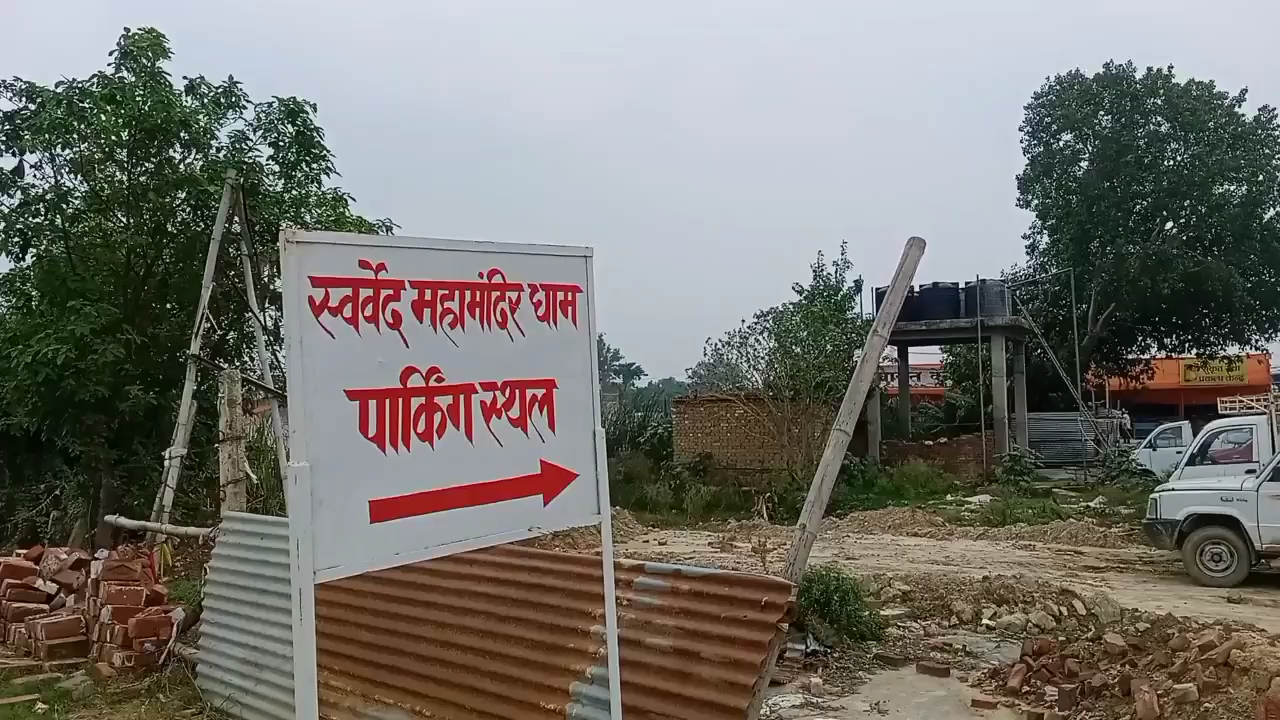 स्वर्वेद महामंदिर धाम
पार्किंग स्थल